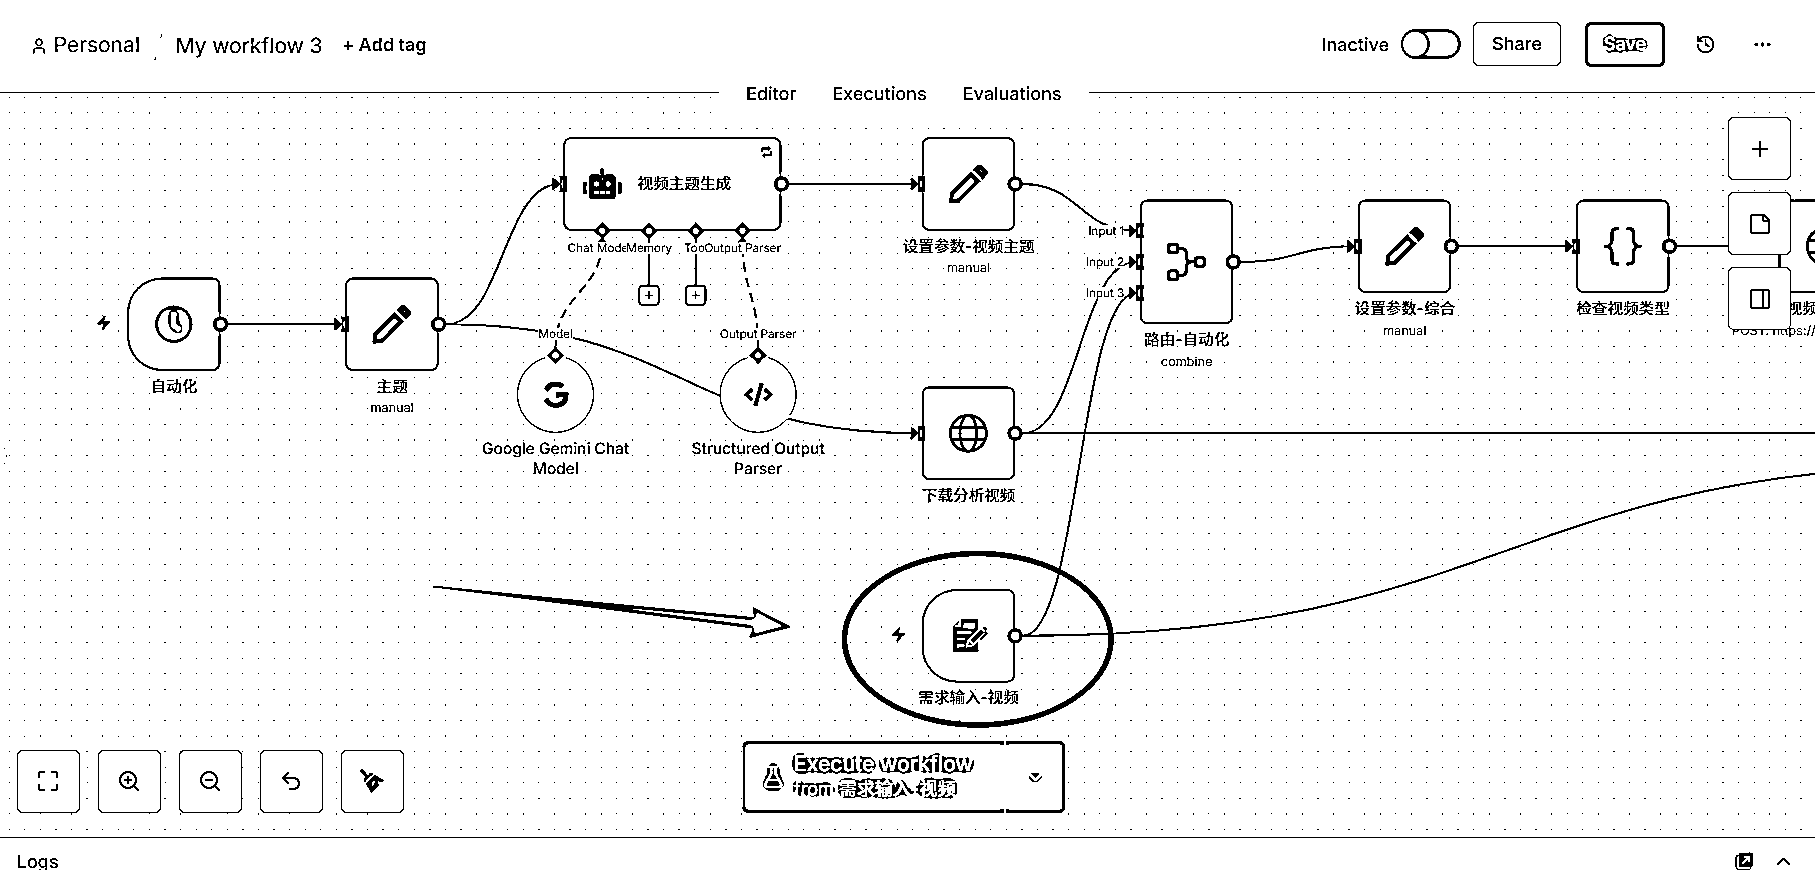 Personal
My workflow 3
+ Add tag
Inactive
Share
Save
Editor
Executions
Evaluations
视频主题生成
Chat Mode
Memory
Too
Output Parser
设置参数-视频主题
manual
Input 1
Input 2
Input 3
路由-自动化
combine
设置参数-综合
manual
检查视频类型
视频
POST: https://
自动化
主题
manual
Model
Output Parser
Google Gemini Chat
Model
Structured Output
Parser
下载分析视频
需求输入-视频
Execute workflow
from 需求输入-视频
Logs